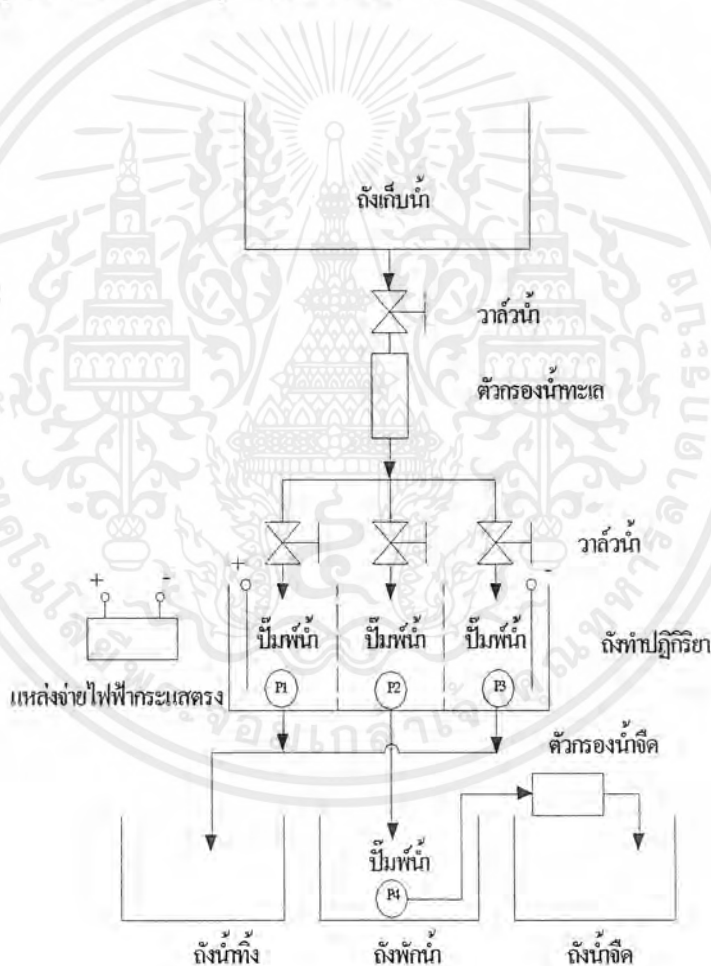 ถังเก็บน้ำ
วาล์วน้ำ
ตัวกรองน้ำทะเล
วาล์วน้ำ
+ -
+ -
ปั๊มพ์น้ำ ปั๊มพ์น้ำ ปั๊มพ์น้ำ
ถังทำปฏิกิริยา
P1 P2 P3
แหล่งจ่ายไฟฟ้ากระแสตรง
ตัวกรองน้ำจืด
ปั๊มพ์น้ำ
P4
ถังน้ำทิ้ง ถังพักน้ำ ถังน้ำจืด